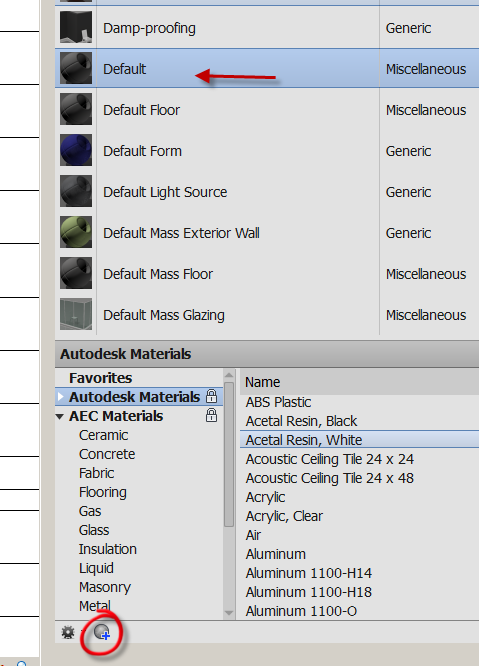 Damp-proofing Generic
Default Miscellaneous
Default Floor Miscellaneous
Default Form Generic
Default Light Source Generic
Default Mass Exterior Wall Generic
Default Mass Floor Miscellaneous
Default Mass Glazing Miscellaneous
Autodesk Materials
Favorites
Autodesk Materials
AEC Materials
Ceramic
Concrete
Fabric
Flooring
Gas
Glass
Insulation
Liquid
Masonry
Metal
Name
ABS Plastic
Acetal Resin, Black
Acetal Resin, White
Acoustic Ceiling Tile 24 x 24
Acoustic Ceiling Tile 24 x 48
Acrylic
Acrylic, Clear
Air
Aluminum
Aluminum 1100-H14
Aluminum 1100-H18
Aluminum 1100-O